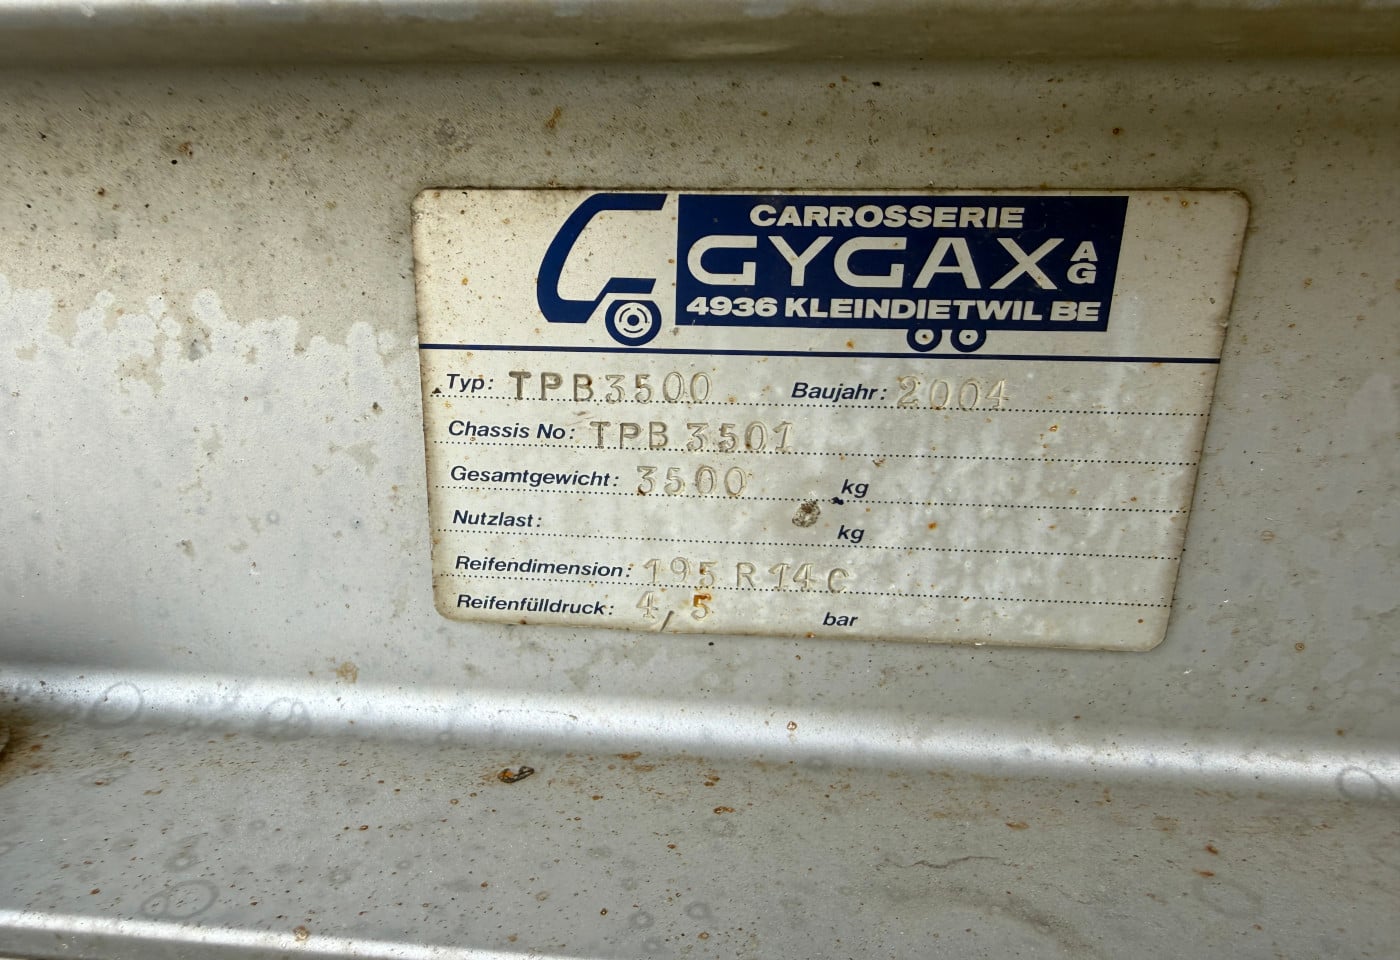 CARROSSERIE
GYGAX AG
4936 KLEINDIETWIL BE
Typ: TPB3500 Baujahr: 2004
Chassis No: TPB 3501
Gesamtgewicht: 3500 kg
Nutzlast: kg
Reifendimension: 195 R 14 C
Reifenfülldruck: 4,5 bar